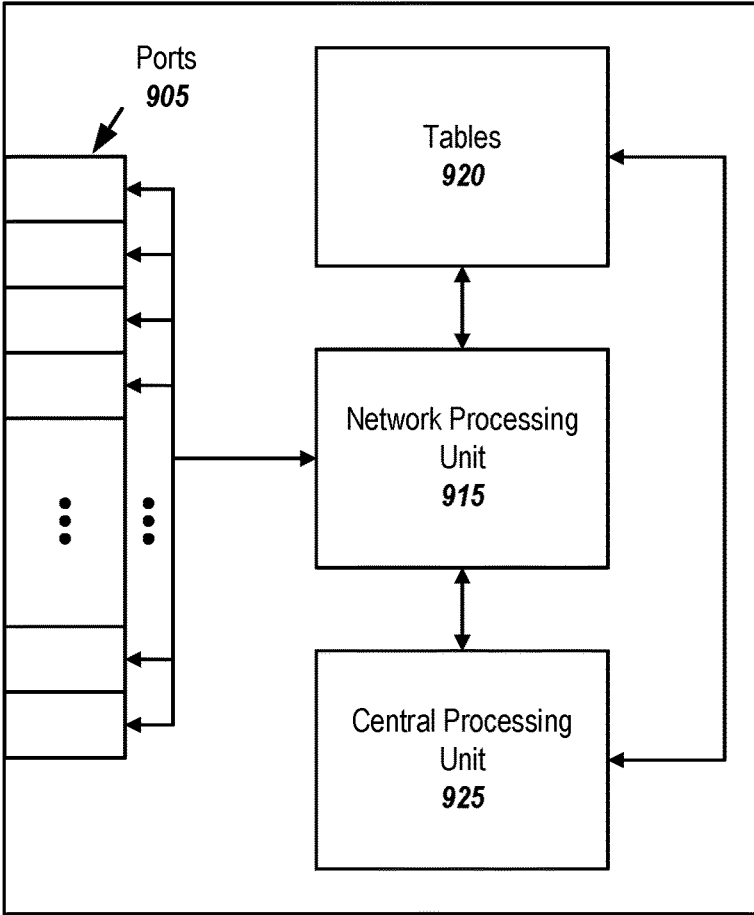 Ports
905
Tables
920
Network Processing
Unit
915
Central Processing
Unit
925